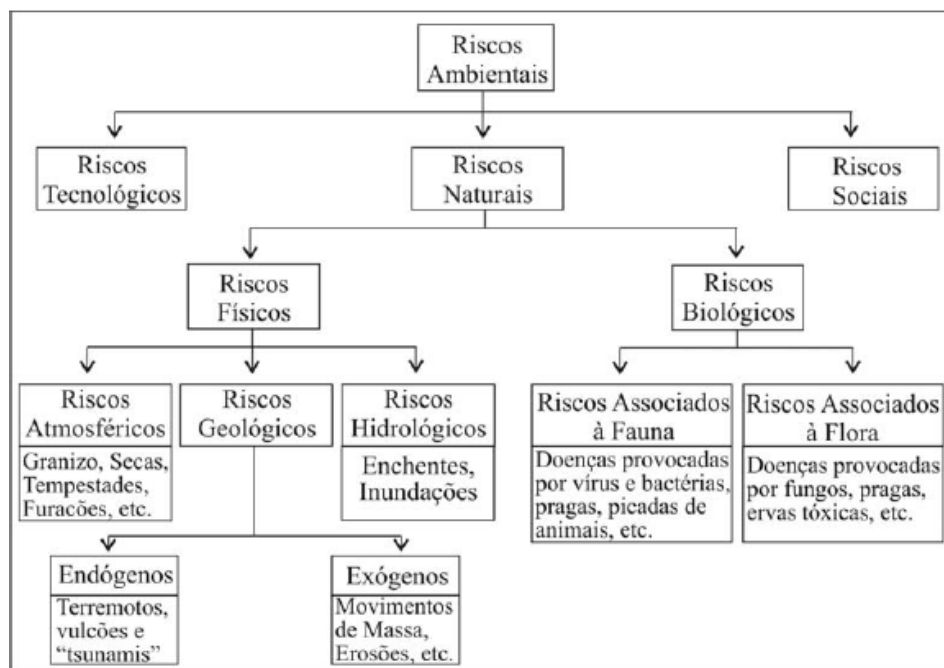 Riscos
Ambientais
Riscos
Tecnológicos
Riscos
Naturais
Riscos
Sociais
Riscos
Físicos
Riscos
Biológicos
Riscos
Atmosféricos
Granizo, Secas,
Tempestades,
Furacões, etc.
Riscos
Geológicos
Riscos
Hidrológicos
Enchentes,
Inundações
Riscos Associados
à Fauna
Doenças provocadas
por vírus e bactérias,
pragas, picadas de
animais, etc.
Riscos Associados
à Flora
Doenças provocadas
por fungos, pragas,
ervas tóxicas, etc.
Endógenos
Terremotos,
vulcões e
“tsunamis”
Exógenos
Movimentos
de Massa,
Erosões, etc.